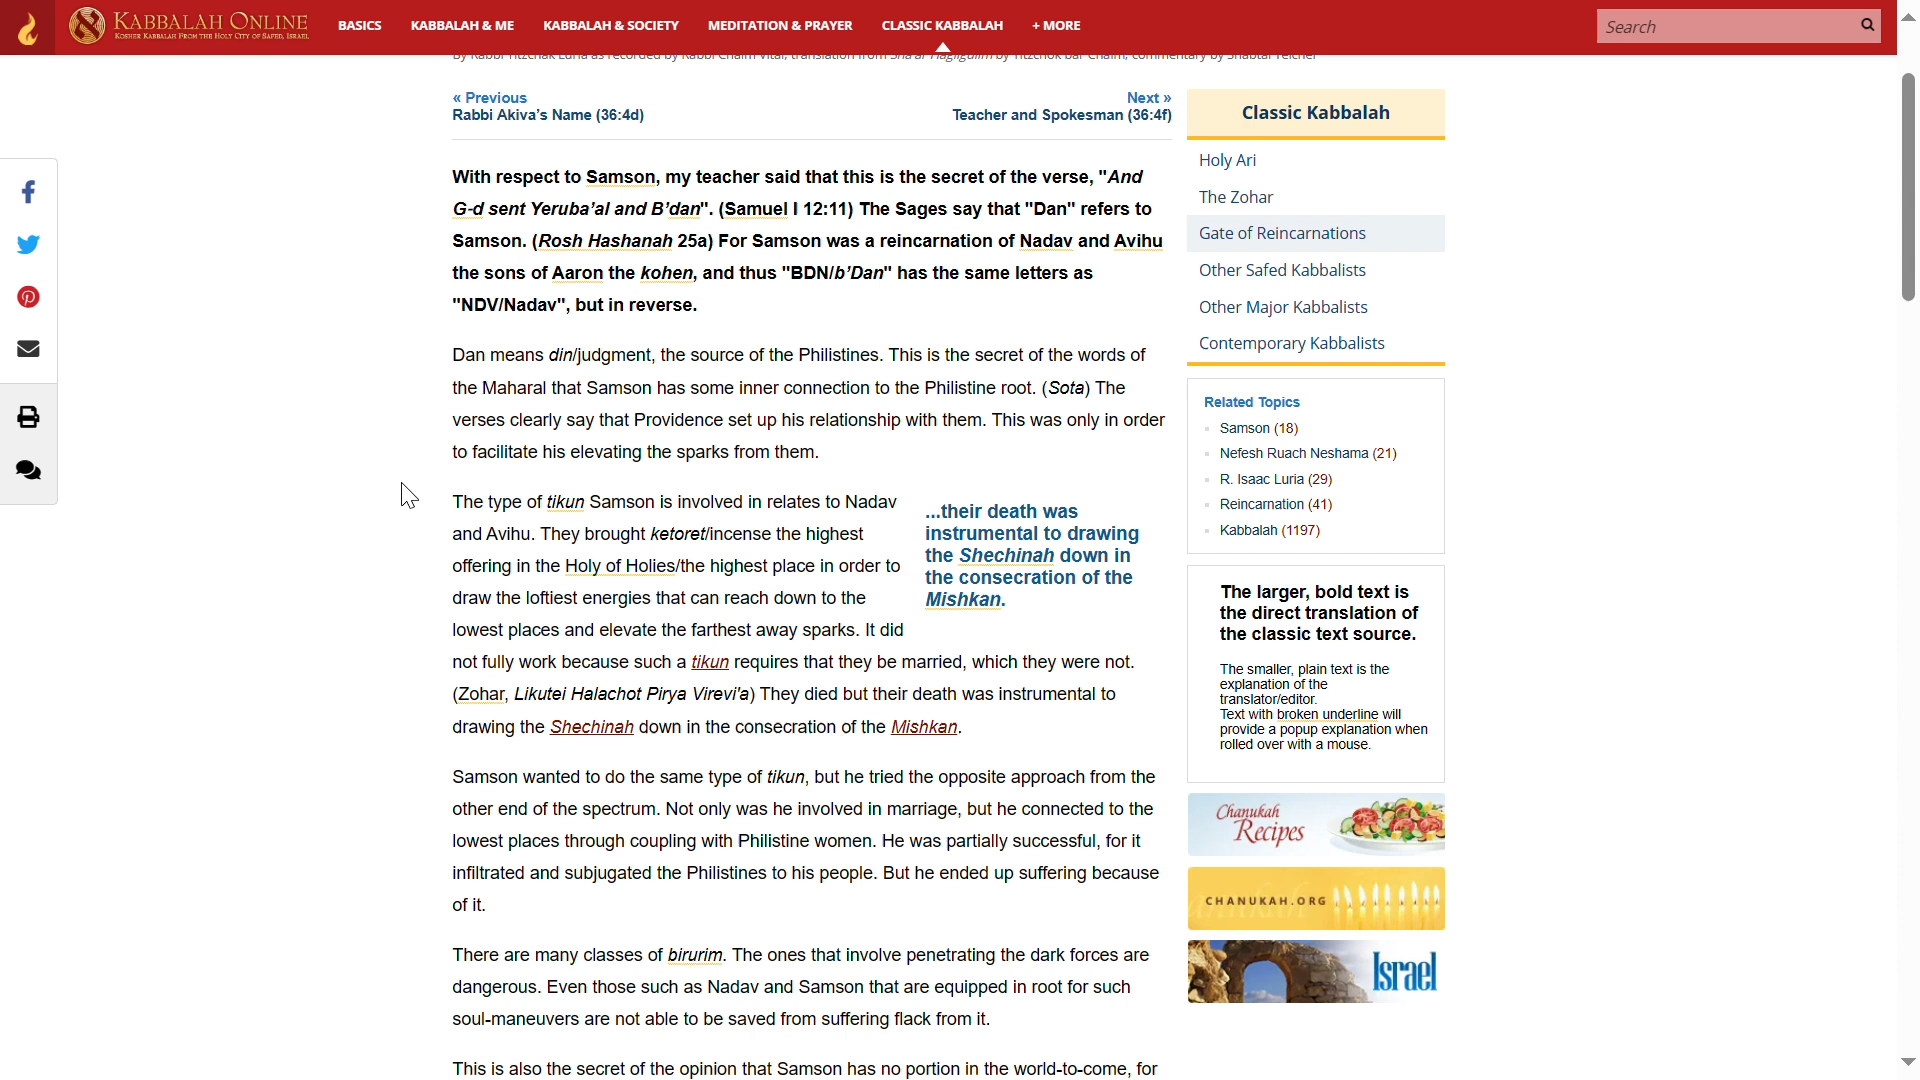 KABBALAH ONLINE
KOSHER KABBALAH FROM THE HOLY CITY OF SAFED, ISRAEL
BASICS
KABBALAH & ME
KABBALAH & SOCIETY
MEDITATION & PRAYER
CLASSIC KABBALAH
+ MORE
Search
By Rabbi Yitzchak Luria as recorded by Rabbi Chaim Vital; translation from Sha'ar Hagilgulim by Yitzchok bar Chaim; commentary by Shabtai Teicher
« Previous
Rabbi Akiva's Name (36:4d)
Next »
Teacher and Spokesman (36:4f)
With respect to Samson, my teacher said that this is the secret of the verse, "And
G-d sent Yeruba'al and B'dan". (Samuel I 12:11) The Sages say that "Dan" refers to
Samson. (Rosh Hashanah 25a) For Samson was a reincarnation of Nadav and Avihu
the sons of Aaron the kohen, and thus "BDN/b'Dan" has the same letters as
"NDV/Nadav", but in reverse.
Dan means din/judgment, the source of the Philistines. This is the secret of the words of
the Maharal that Samson has some inner connection to the Philistine root. (Sota) The
verses clearly say that Providence set up his relationship with them. This was only in order
to facilitate his elevating the sparks from them.
The type of tikun Samson is involved in relates to Nadav
and Avihu. They brought ketoret/incense the highest
offering in the Holy of Holies/the highest place in order to
draw the loftiest energies that can reach down to the
lowest places and elevate the farthest away sparks. It did
not fully work because such a tikun requires that they be married, which they were not.
(Zohar, Likutei Halachot Pirya Virevi'a) They died but their death was instrumental to
drawing the Shechinah down in the consecration of the Mishkan.
...their death was
instrumental to drawing
the Shechinah down in
the consecration of the
Mishkan.
Samson wanted to do the same type of tikun, but he tried the opposite approach from the
other end of the spectrum. Not only was he involved in marriage, but he connected to the
lowest places through coupling with Philistine women. He was partially successful, for it
infiltrated and subjugated the Philistines to his people. But he ended up suffering because
of it.
There are many classes of birurim. The ones that involve penetrating the dark forces are
dangerous. Even those such as Nadav and Samson that are equipped in root for such
soul-maneuvers are not able to be saved from suffering flack from it.
This is also the secret of the opinion that Samson has no portion in the world-to-come, for
Classic Kabbalah
Holy Ari
The Zohar
Gate of Reincarnations
Other Safed Kabbalists
Other Major Kabbalists
Contemporary Kabbalists
Related Topics
Samson (18)
Nefesh Ruach Neshama (21)
R. Isaac Luria (29)
Reincarnation (41)
Kabbalah (1197)
The larger, bold text is
the direct translation of
the classic text source.
The smaller, plain text is the
explanation of the
translator/editor.
Text with broken underline will
provide a popup explanation when
rolled over with a mouse.
Chanukah
Recipes
CHANUKAH.ORG
Israel